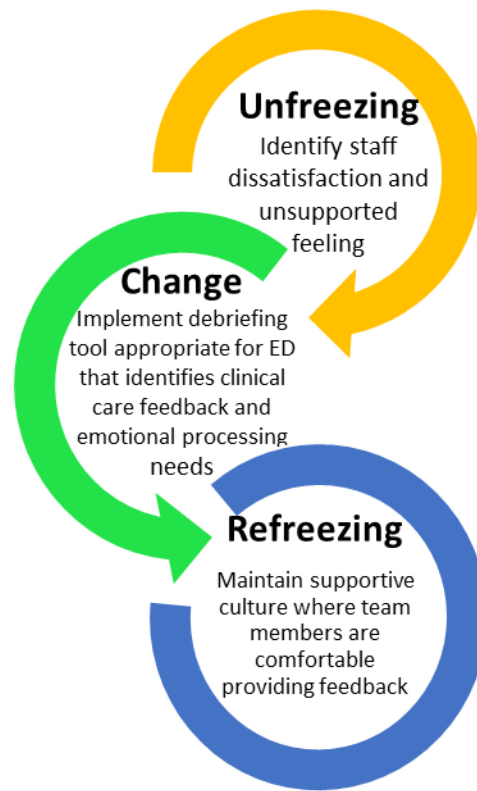 Unfreezing
Identify staff
dissatisfaction and
unsupported
feeling
Change
Implement debriefing
tool appropriate for ED
that identifies clinical
care feedback and
emotional processing
needs
Refreezing
Maintain supportive
culture where team
members are
comfortable
providing feedback